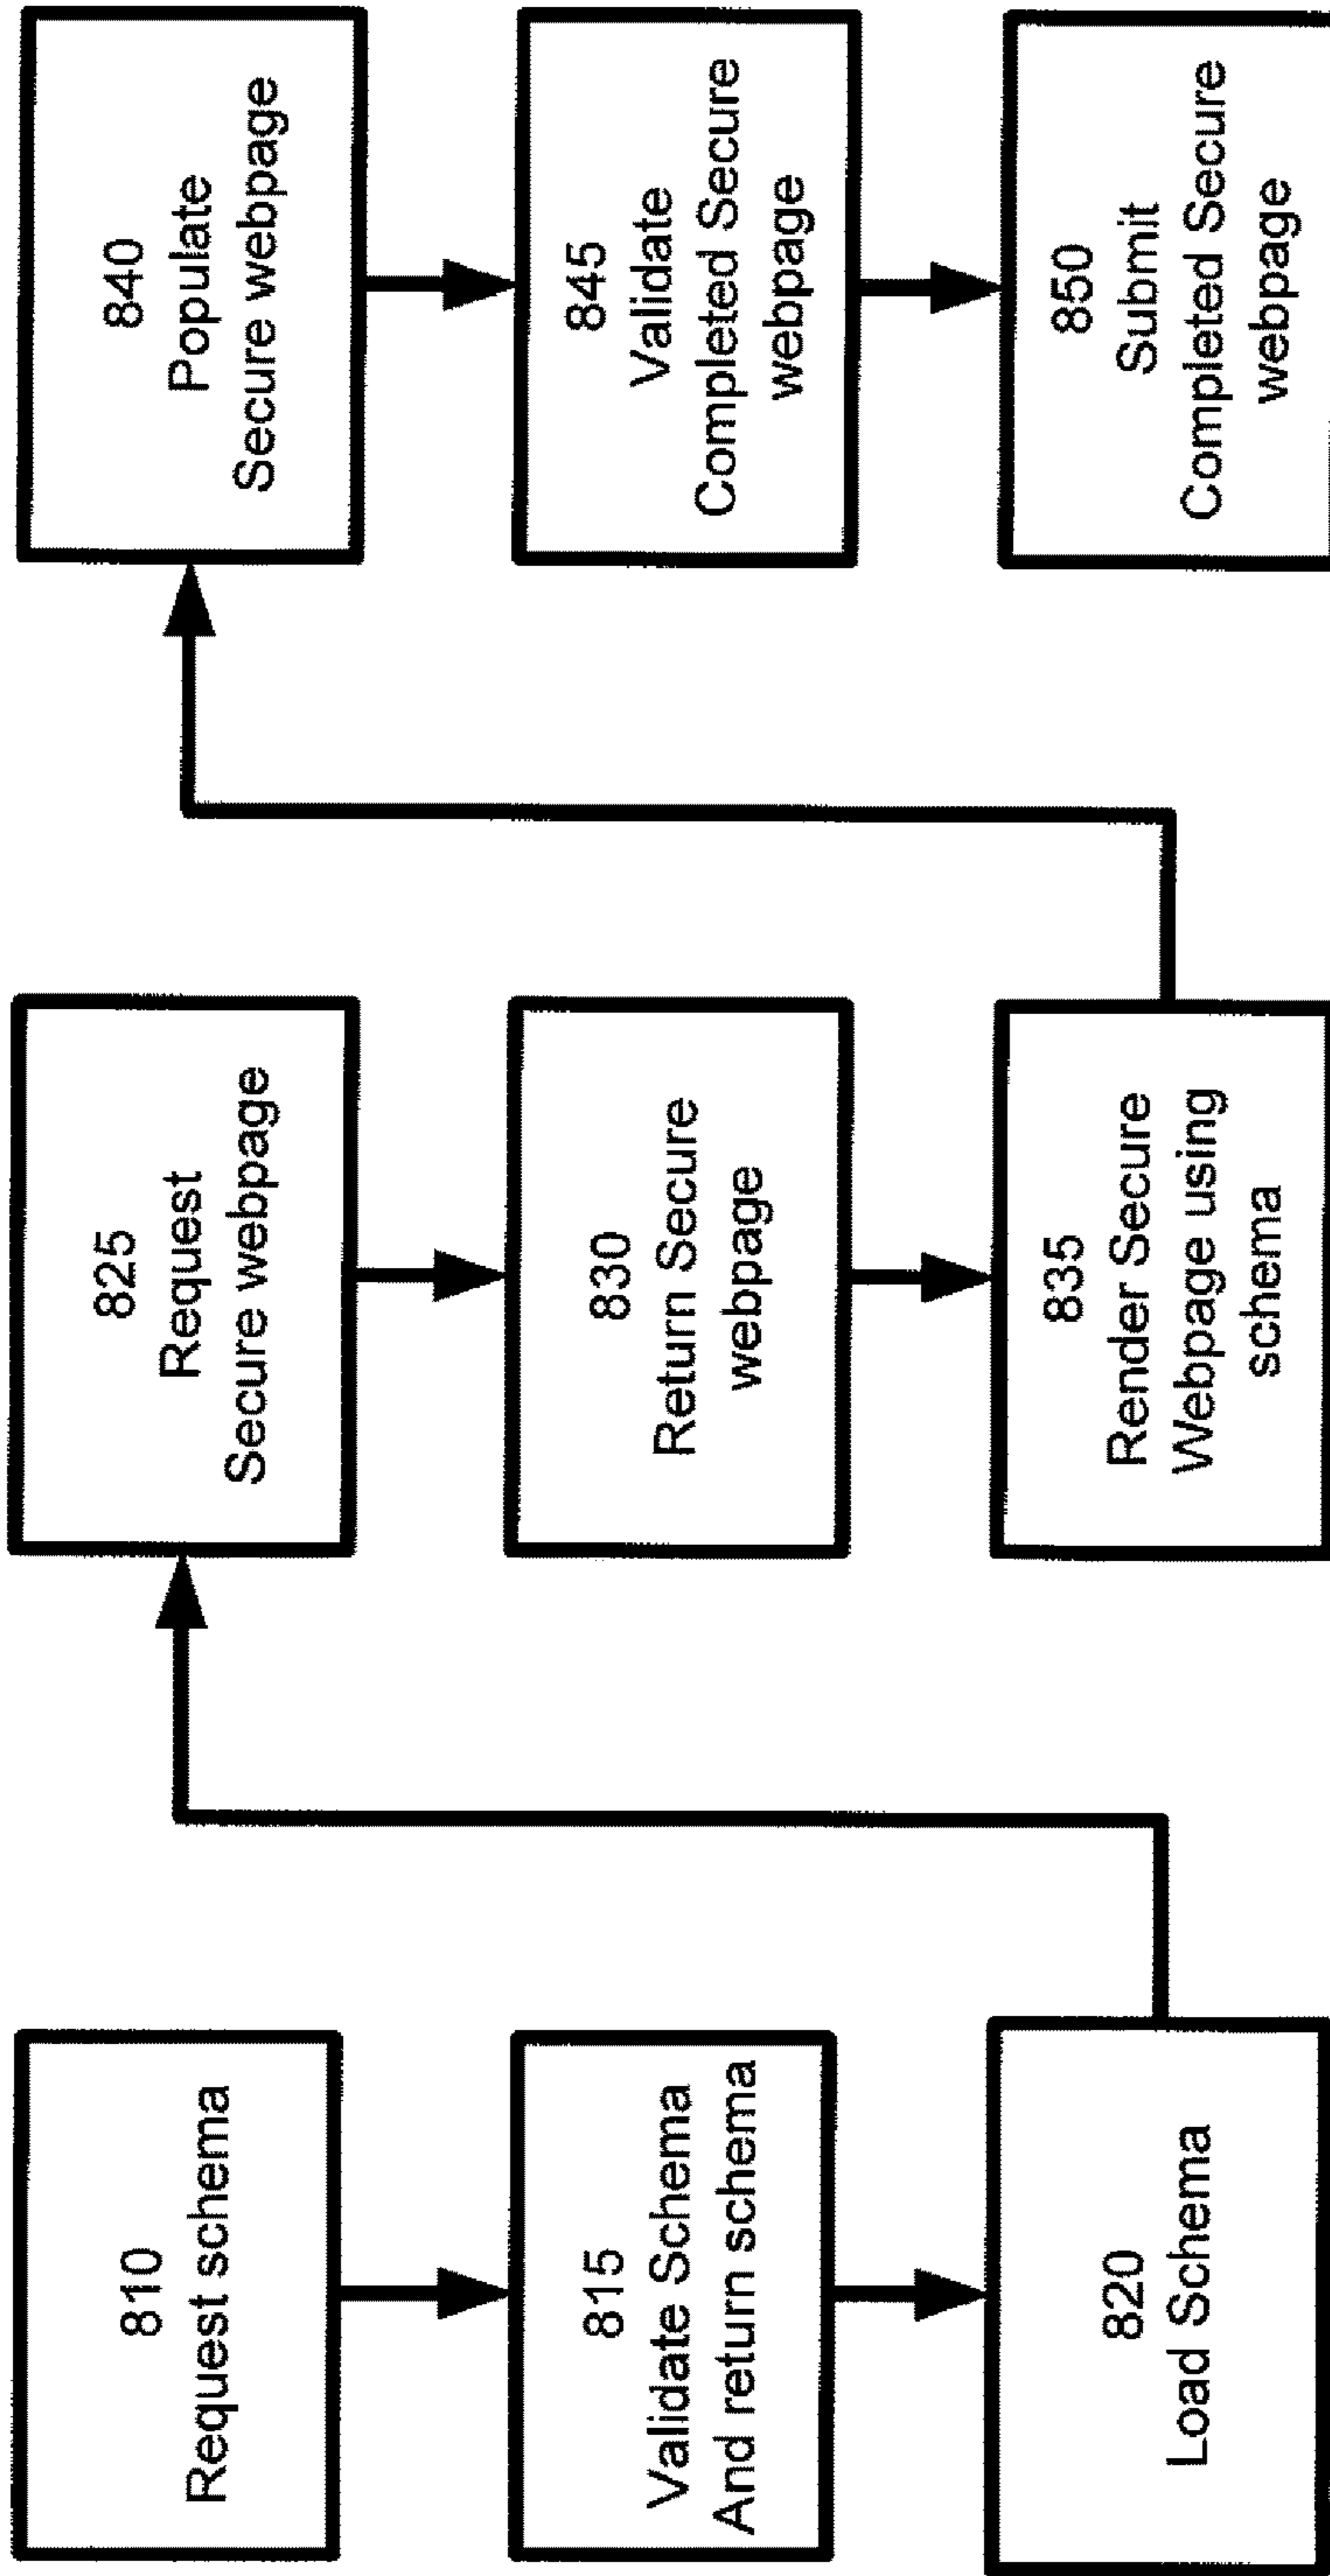 810
Request schema
815
Validate Schema
And return schema
820
Load Schema
825
Request
Secure webpage
830
Return Secure
webpage
835
Render Secure
Webpage using
schema
840
Populate
Secure webpage
845
Validate
Completed Secure
webpage
850
Submit
Completed Secure
webpage